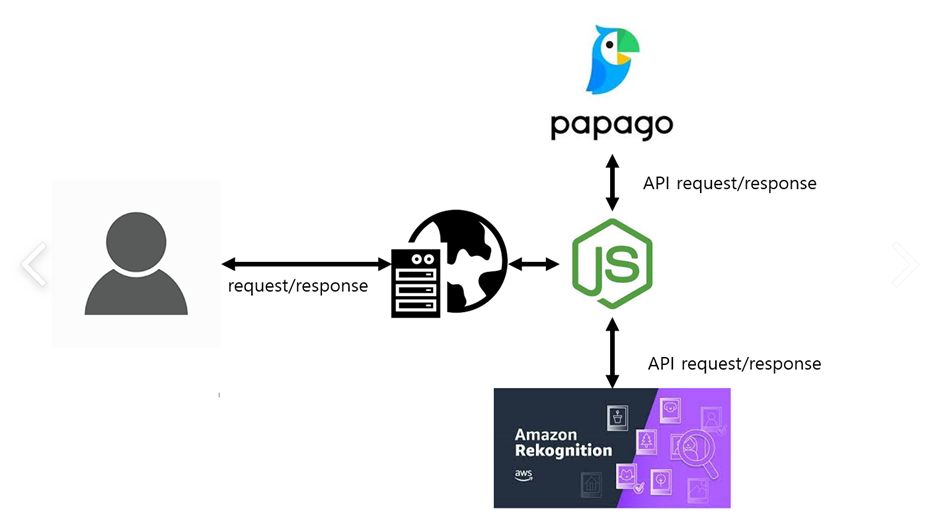 papago
API request/response
request/response
JS
API request/response
Amazon
Rekognition
aws